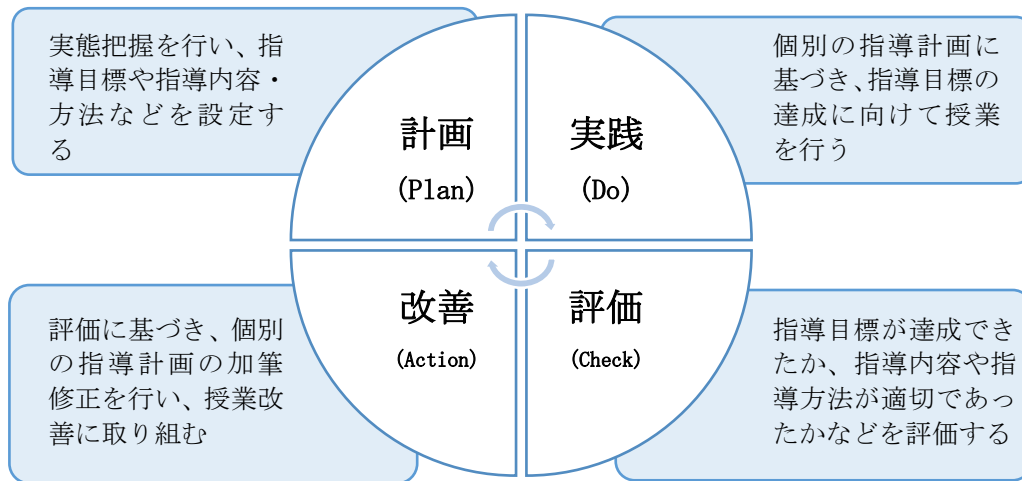 実態把握を行い、指
導目標や指導内容・
方法などを設定す
る
計画
(Plan)
実践
(Do)
個別の指導計画に
基づき、指導目標の
達成に向けて授業
を行う
評価に基づき、個別
の指導計画の加筆
修正を行い、授業改
善に取り組む
改善
(Action)
評価
(Check)
指導目標が達成でき
たか、指導内容や指
導方法が適切であっ
たかなどを評価する